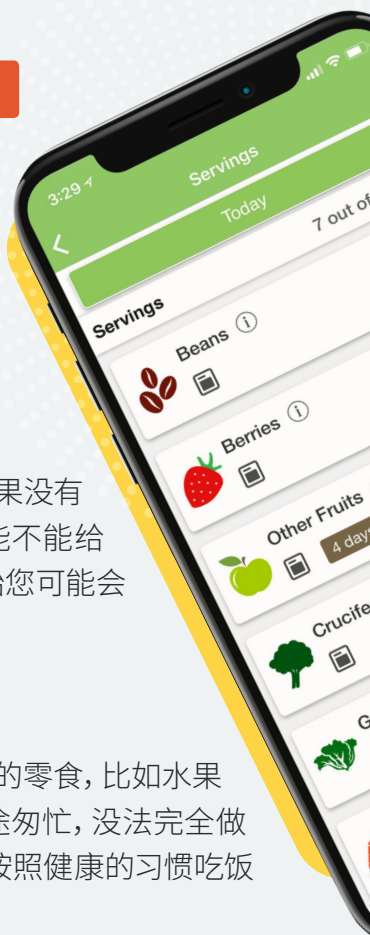 3:29
Servings
Today
7 out of
Servings
Beans
Berries
Other Fruits
4 days
Crucife
G
果没有
能不能给
您可能会
的零食，比如水果
匆忙，没法完全做
按照健康的习惯吃饭